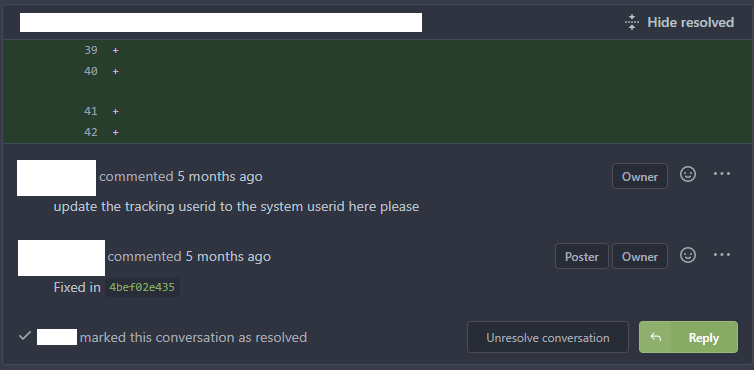 Hide resolved
39 +
40 +
41 +
42 +
commented 5 months ago Owner
update the tracking userid to the system userid here please
commented 5 months ago Poster Owner
Fixed in 4bef02e435
marked this conversation as resolved Unresolve conversation Reply